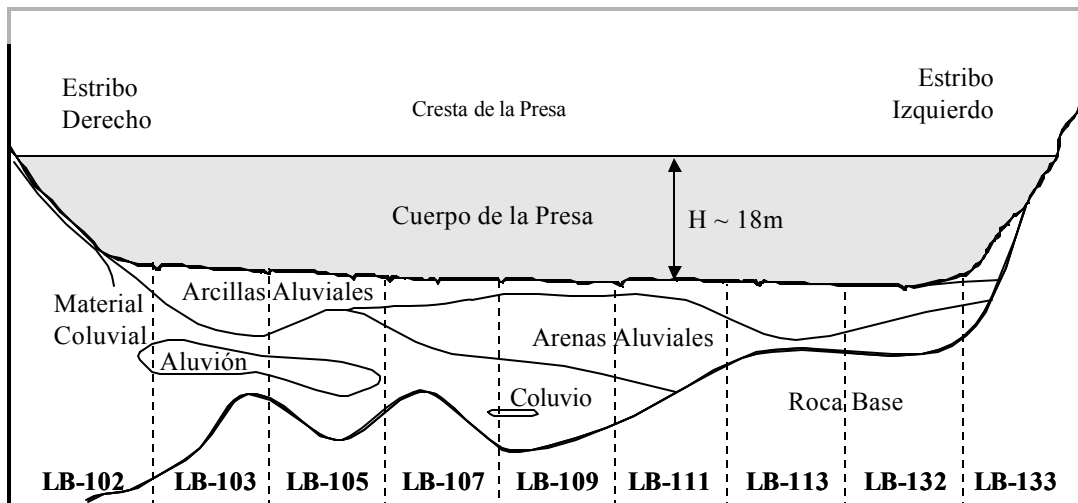 Estribo
Derecho
Cresta de la Presa
Estribo
Izquierdo
Cuerpo de la Presa
H ~ 18m
Material
Coluvial
Arcillas Aluviales
Arenas Aluviales
Aluvión
Coluvio
Roca Base
LB-102 LB-103 LB-105 LB-107 LB-109 LB-111 LB-113 LB-132 LB-133